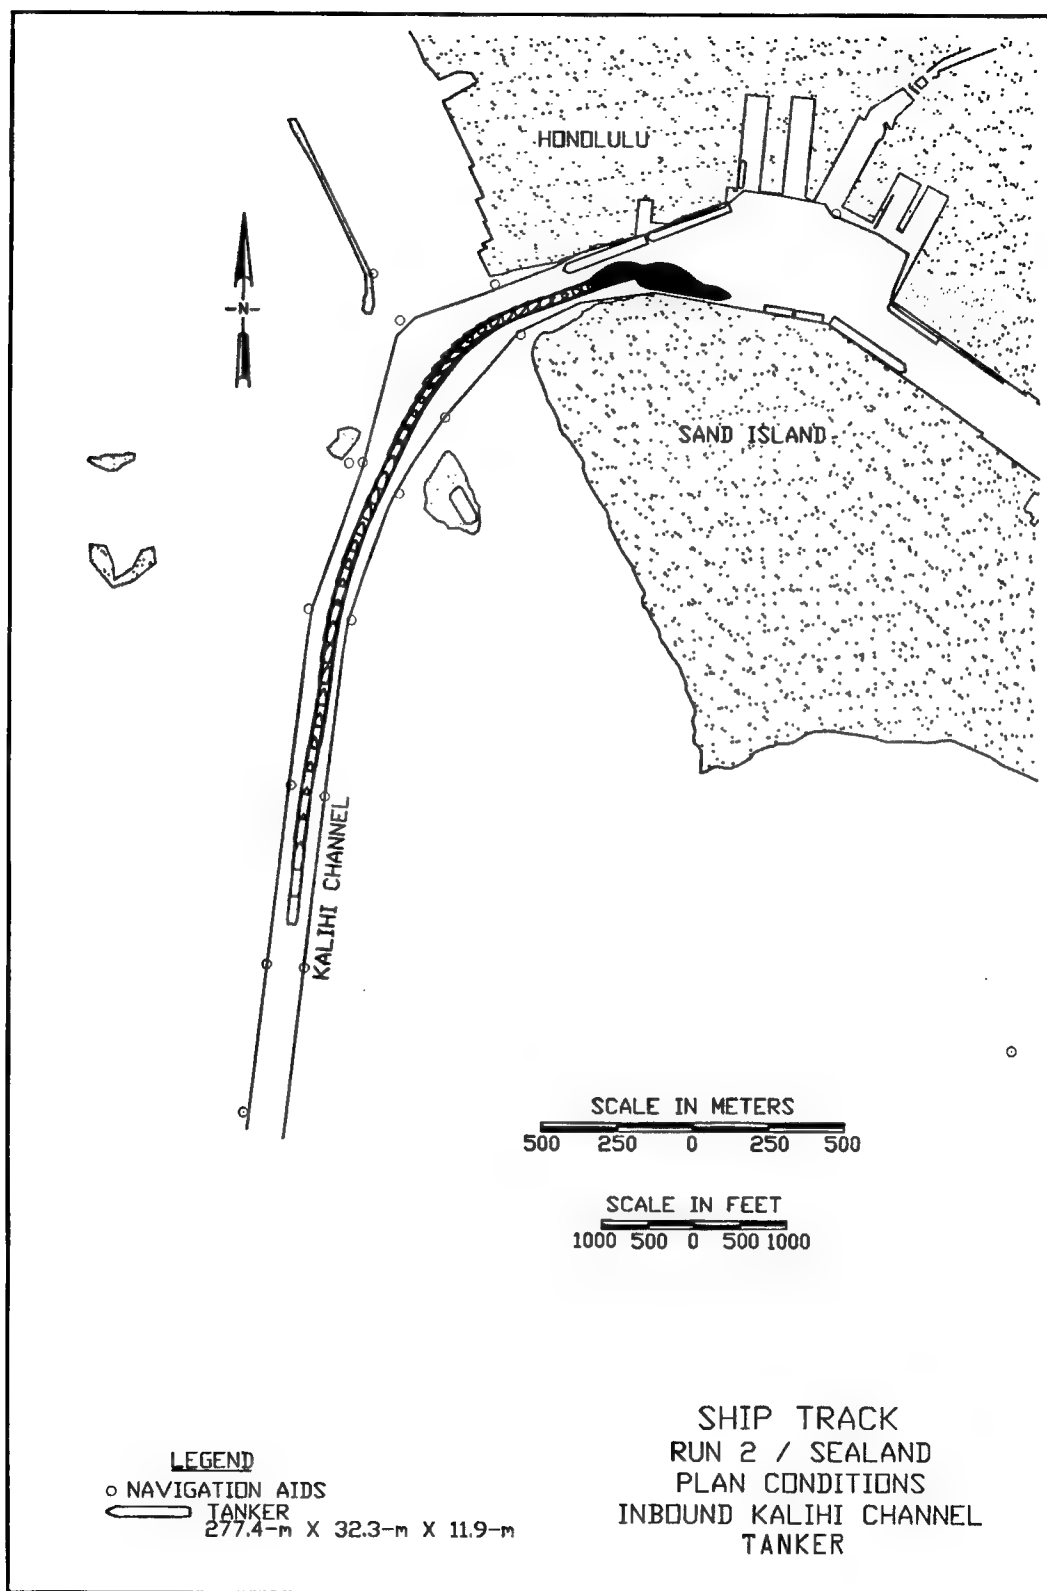 HONOLULU
-N-
SAND ISLAND
KALIHI CHANNEL
SCALE IN METERS
500 250 0 250 500
SCALE IN FEET
1000 500 0 500 1000
SHIP TRACK
RUN 2 / SEALAND
PLAN CONDITIONS
INBOUND KALIHI CHANNEL
TANKER
LEGEND
NAVIGATION AIDS
TANKER
277.4-m X 32.3-m X 11.9-m